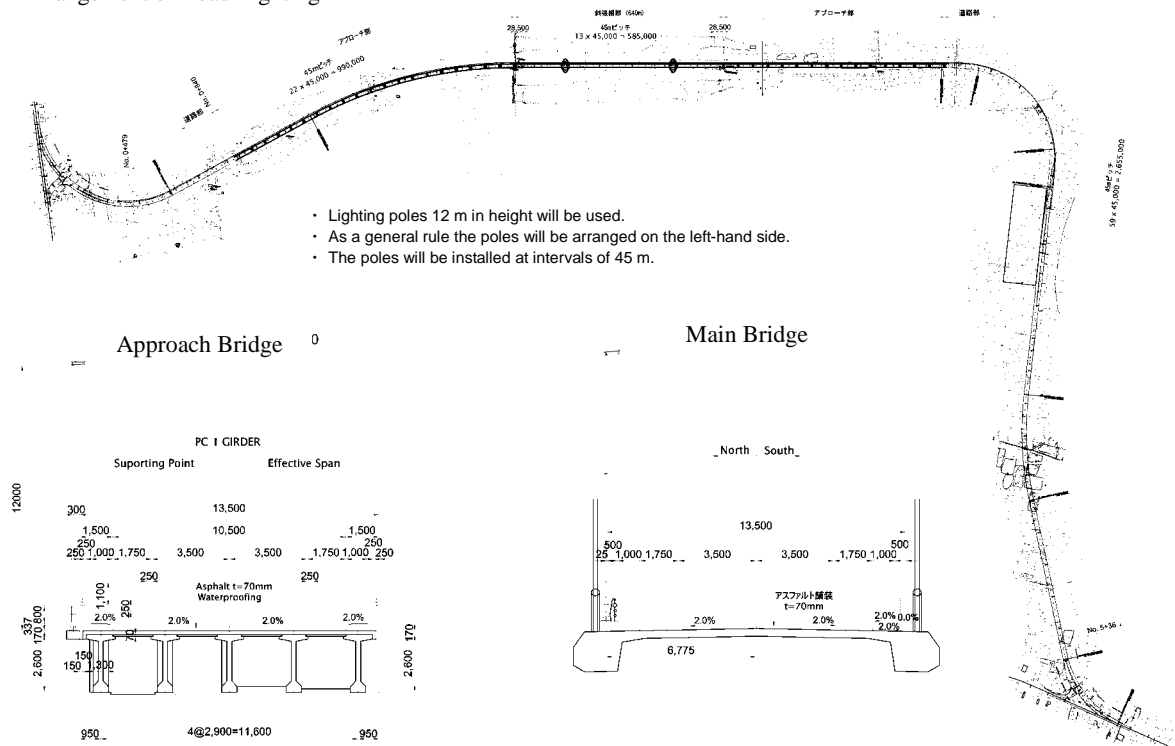 斜張橋部 (640m)
アプローチ部
道路部
28,500
45mピッチ
13 x 45,000 = 585,000
28,500
アプローチ部
45mピッチ
22 x 45,000 = 990,000
道路部
No. 0+479
45mピッチ
59 x 45,000 = 2,655,000
・ Lighting poles 12 m in height will be used.
・ As a general rule the poles will be arranged on the left-hand side.
・ The poles will be installed at intervals of 45 m.
Approach Bridge
Main Bridge
PC I GIRDER
Suporting Point
Effective Span
12000
300
13,500
1,500
10,500
1,500
250
250
250 1,000 1,750
3,500
3,500
1,750 1,000 250
250
250
Asphalt t=70mm
Waterproofing
1,100
250
70
2.0%
2.0%
2.0%
2.0%
337
170 800
2,600
150
150 1,300
170
2,600
950
4@2,900=11,600
950
North
South
13,500
500
500
25 1,000 1,750
3,500
3,500
1,750 1,000
アスファルト舗装
t=70mm
2.0%
2.0%
2.0% 0.0%
2.0%
6,775
No. 5+36